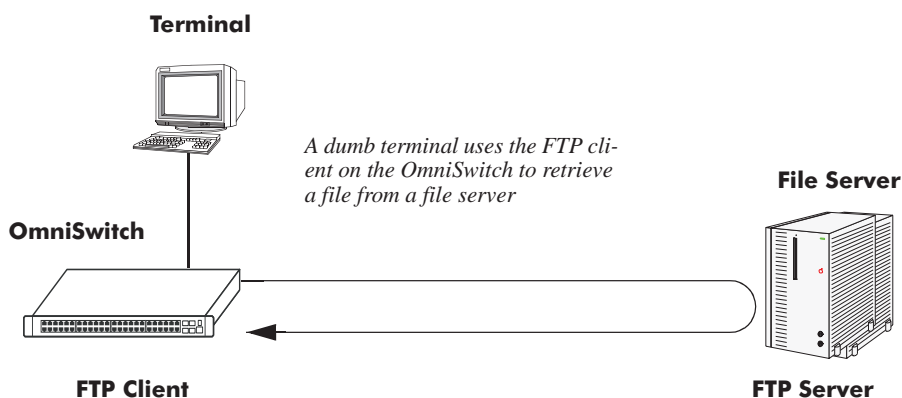 Terminal
A dumb terminal uses the FTP cli-
ent on the OmniSwitch to retrieve
a file from a file server
File Server
OmniSwitch
FTP Client
FTP Server